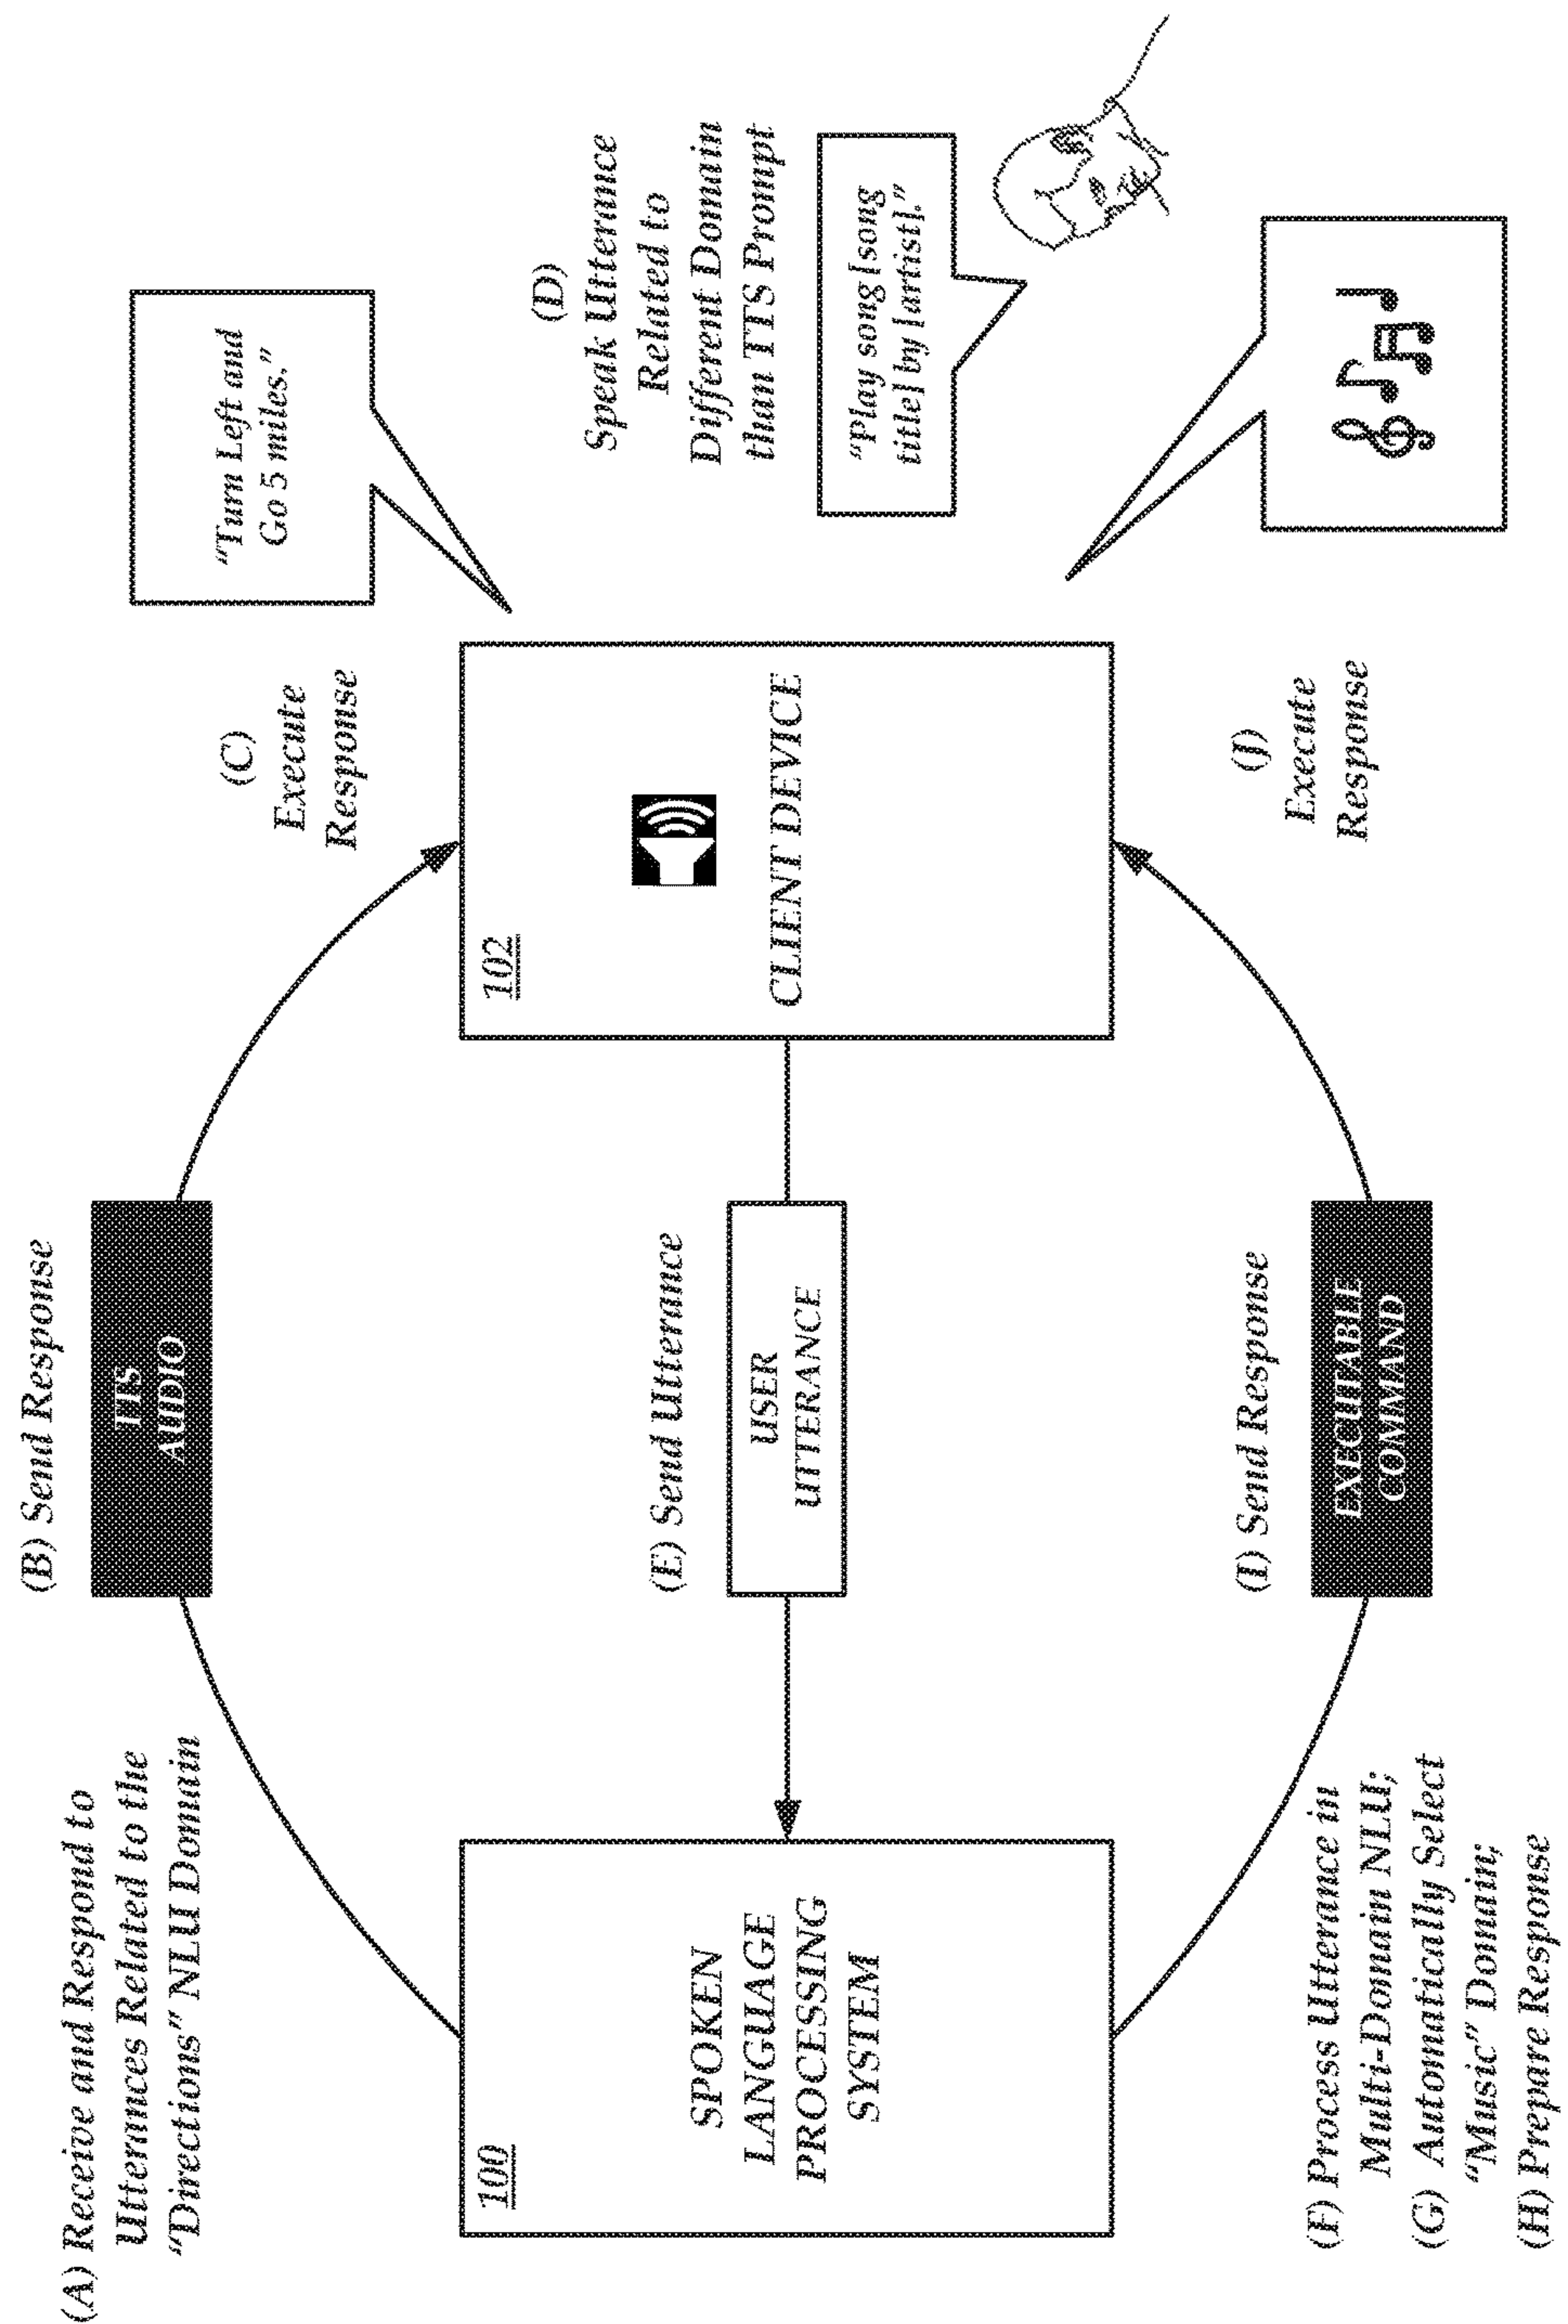 (A) Receive and Respond to
Utterances Related to the
"Directions" NLU Domain
(B) Send Response
TTS
AUDIO
(C)
Execute
Response
"Turn Left and
Go 5 miles."
100
SPOKEN
LANGUAGE
PROCESSING
SYSTEM
(E) Send Utterance
USER
UTTERANCE
102
CLIENT DEVICE
(D)
Speak Utterance
Related to
Different Domain
than TTS Prompt
"Play song [song
title] by [artist]."
(F) Process Utterance in
Multi-Domain NLU;
(G) Automatically Select
"Music" Domain;
(H) Prepare Response
(I) Send Response
EXECUTABLE
COMMAND
(J)
Execute
Response